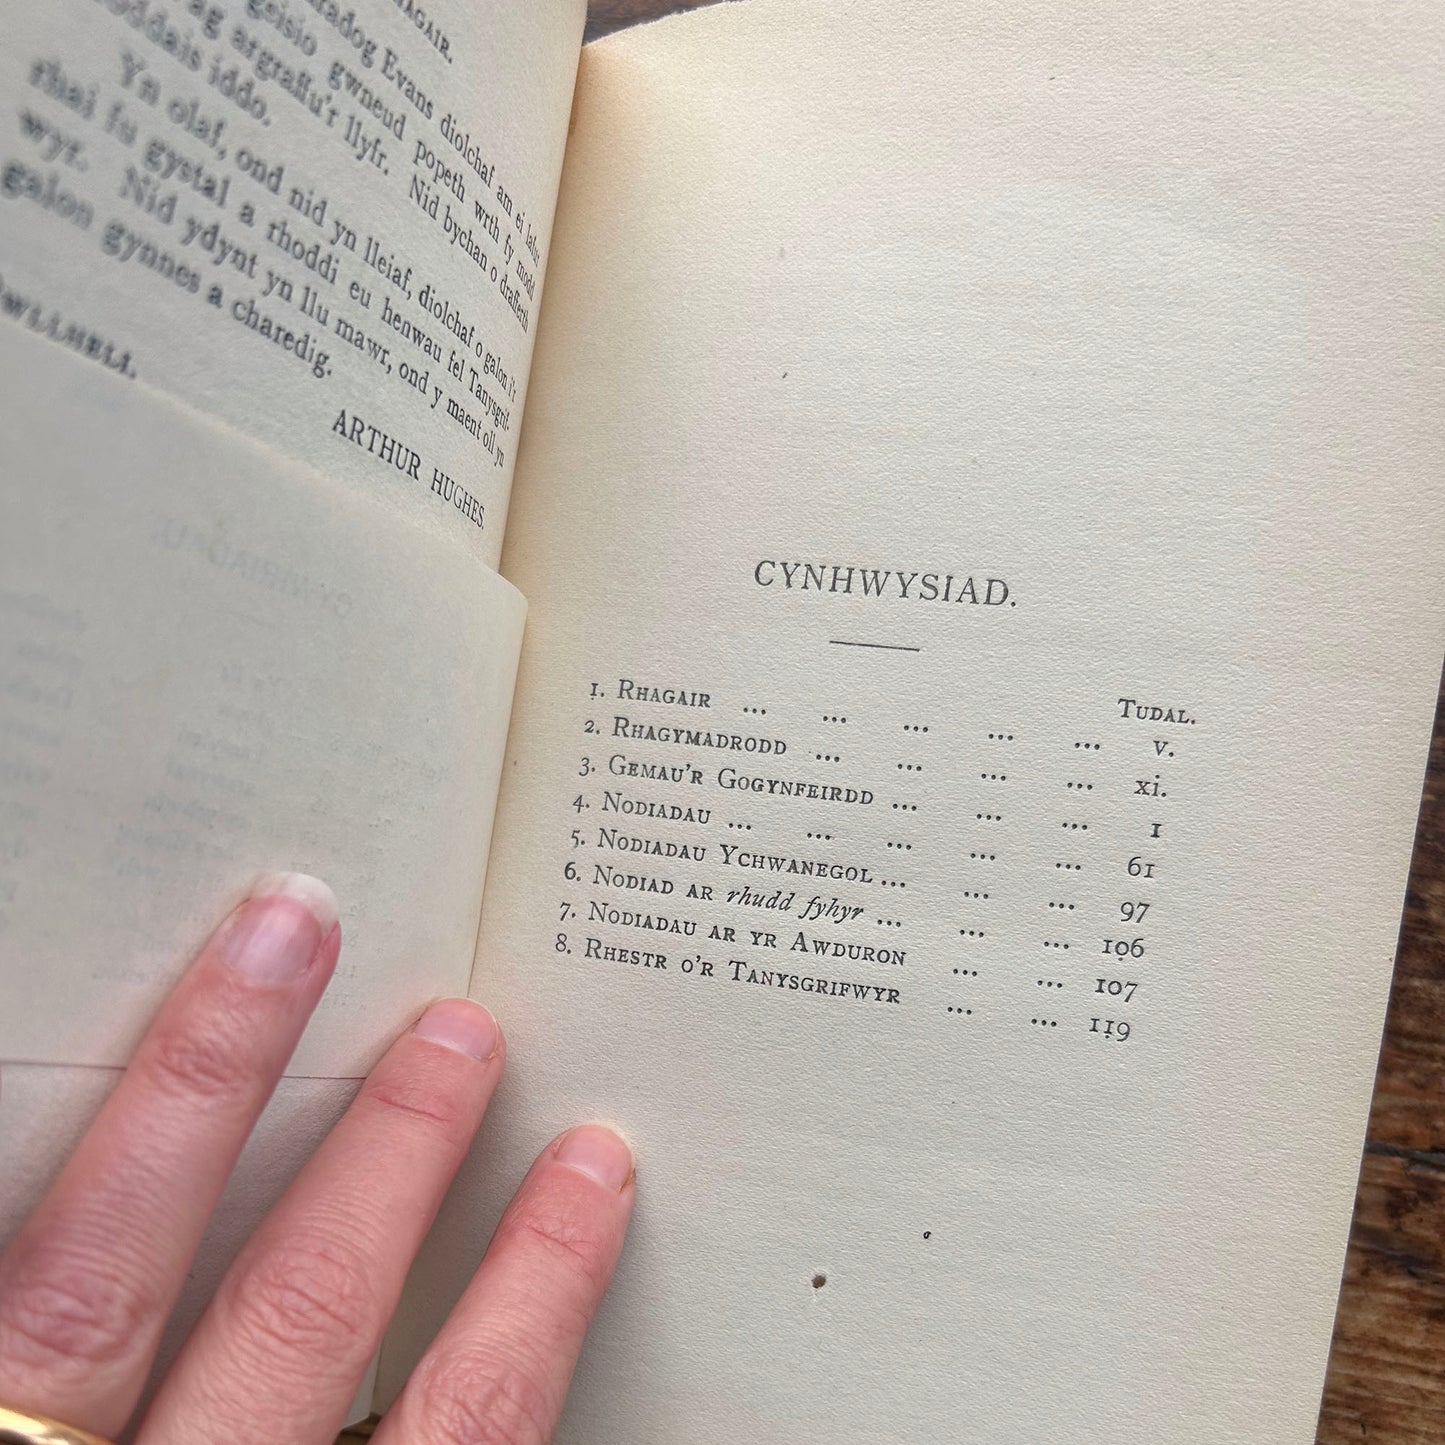 RHAGAIR.
Evans diolchaf am ei lafur
geisio gwneud popeth wrth fy modd
ag argraffu'r llyfr. Nid bychan o drafferth
iddo.
Yn olaf, ond nid yn lleiaf, diolchaf o galon i'r
rhai fu gystal a rhoddi eu henwau fel Tanysgrif-
wyr. Nid ydynt yn llu mawr, ond y maent oll yn
galon gynnes a charedig.
ARTHUR HUGHES.
PWLLHELI.
CYNHWYSIAD.
TUDAL.
1. RHAGAIR ... ... ... ... ... v.
2. RHAGYMADRODD ... ... ... ... xi.
3. GEMAU'R GOGYNFEIRDD ... ... ... 1
4. NODIADAU ... ... ... ... ... 61
5. NODIADAU YCHWANEGOL ... ... ... 97
6. NODIAD AR rhudd fyhyr ... ... ... 106
7. NODIADAU AR YR AWDURON ... ... 107
8. RHESTR O'R TANYSGRIFWYR ... ... 119